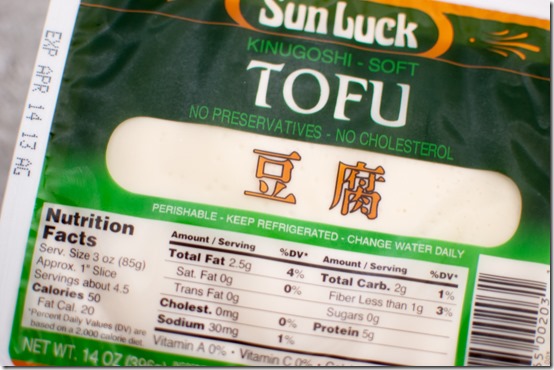 Sun Luck
KINUGOSHI - SOFT
TOFU
NO PRESERVATIVES - NO CHOLESTEROL
豆腐
PERISHABLE - KEEP REFRIGERATED - CHANGE WATER DAILY
EXP APR 14 13 AG
Nutrition
Facts
Serv. Size 3 oz (85g)
Approx. 1" Slice
Servings about 4.5
Calories 50
Fat Cal. 20
*Percent Daily Values (DV) are
based on a 2,000 calorie diet.
Amount / Serving %DV*
Total Fat 2.5g 4%
Sat. Fat 0g 0%
Trans Fat 0g
Cholest. 0mg 0%
Sodium 30mg 1%
Amount / Serving %DV*
Total Carb. 2g 1%
Fiber Less than 1g 3%
Sugars 0g
Protein 5g
Vitamin A 0% • Vitamin C 0% •
NET WT. 14 OZ